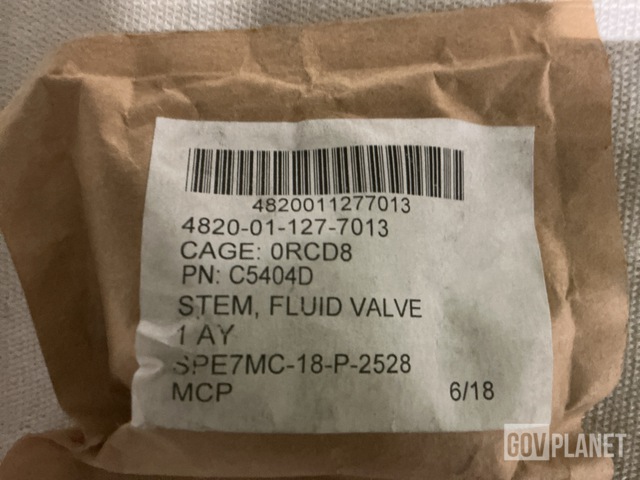 4820011277013
4820-01-127-7013
CAGE: 0RCD8
PN: C5404D
STEM, FLUID VALVE
1 AY
SPE7MC-18-P-2528
MCP 6/18
GOVPLANET